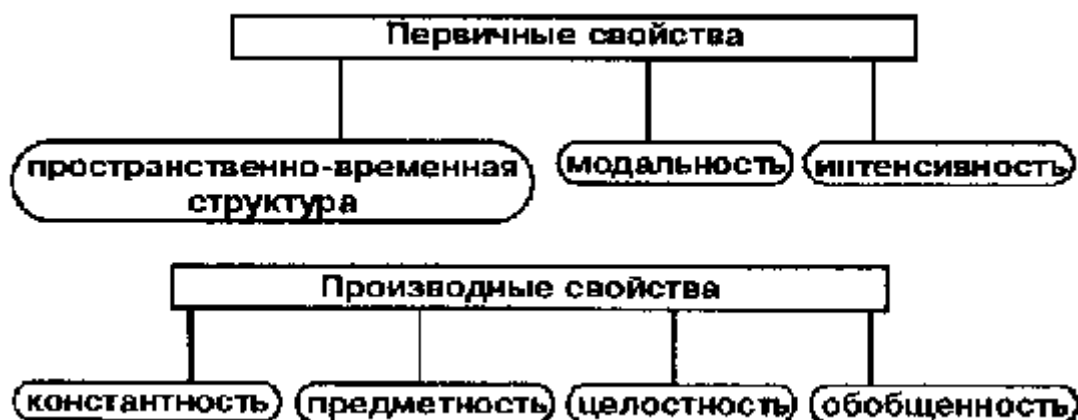 Первичные свойства
пространственно-временная
структура
модальность
интенсивность
Производные свойства
константность
предметность
целостность
обобщенность